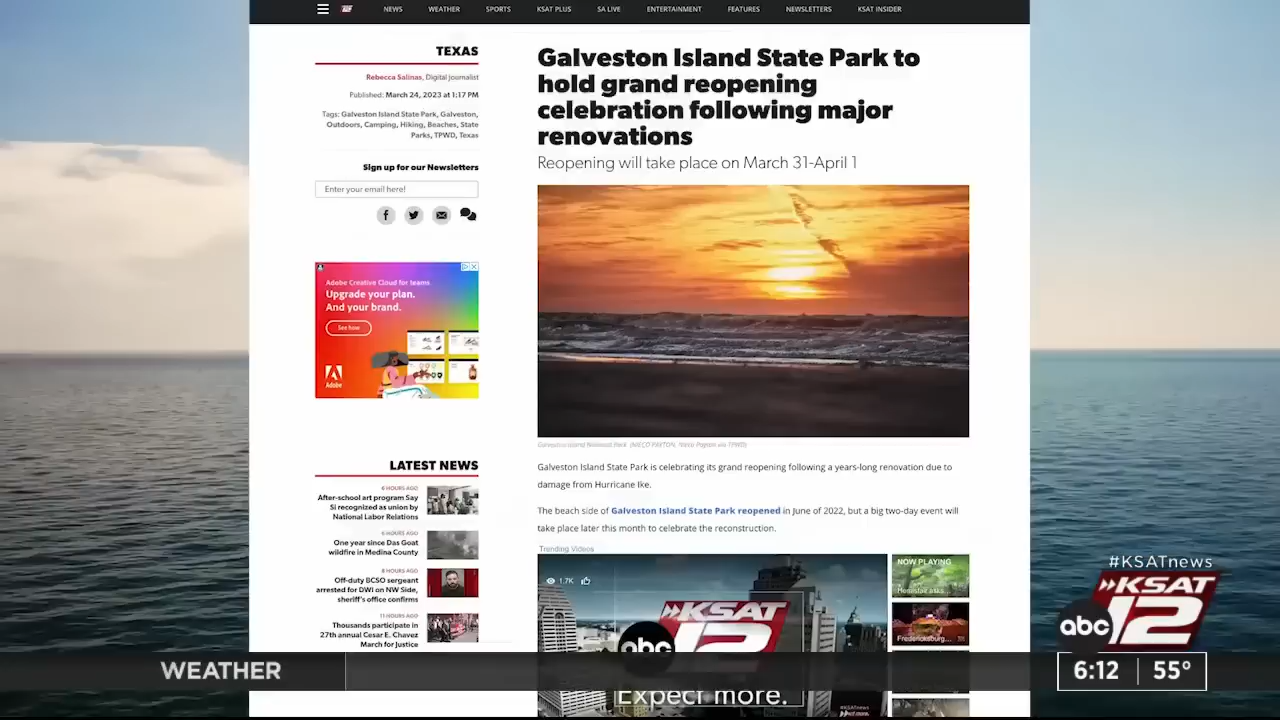 NEWS WEATHER SPORTS KSAT PLUS SA LIVE ENTERTAINMENT FEATURES NEWSLETTERS KSAT INSIDER
TEXAS
Rebecca Salinas, Digital Journalist
Published: March 24, 2023 at 1:17 PM
Tags: Galveston Island State Park, Galveston,
Outdoors, Camping, Hiking, Beaches, State
Parks, TPWD, Texas
Sign up for our Newsletters
Enter your email here!
Adobe Creative Cloud for teams
Upgrade your plan.
And your brand.
See how
Adobe
LATEST NEWS
6 HOURS AGO
After-school art program Say
Si recognized as union by
National Labor Relations
6 HOURS AGO
One year since Das Goat
wildfire in Medina County
8 HOURS AGO
Off-duty BCSO sergeant
arrested for DWI on NW Side,
sheriff's office confirms
11 HOURS AGO
Thousands participate in
27th annual Cesar E. Chavez
March for Justice
Galveston Island State Park to
hold grand reopening
celebration following major
renovations
Reopening will take place on March 31-April 1
Galveston Island State Park is celebrating its grand reopening following a years-long renovation due to
damage from Hurricane Ike.
The beach side of Galveston Island State Park reopened in June of 2022, but a big two-day event will
take place later this month to celebrate the reconstruction.
Trending Videos
1.7K
KSAT
abc 12
Expect more.
#KSATnews
NOW PLAYING
Fredericksburg...
#KSATnews
KSAT
abc 12
WEATHER
6:12 55°